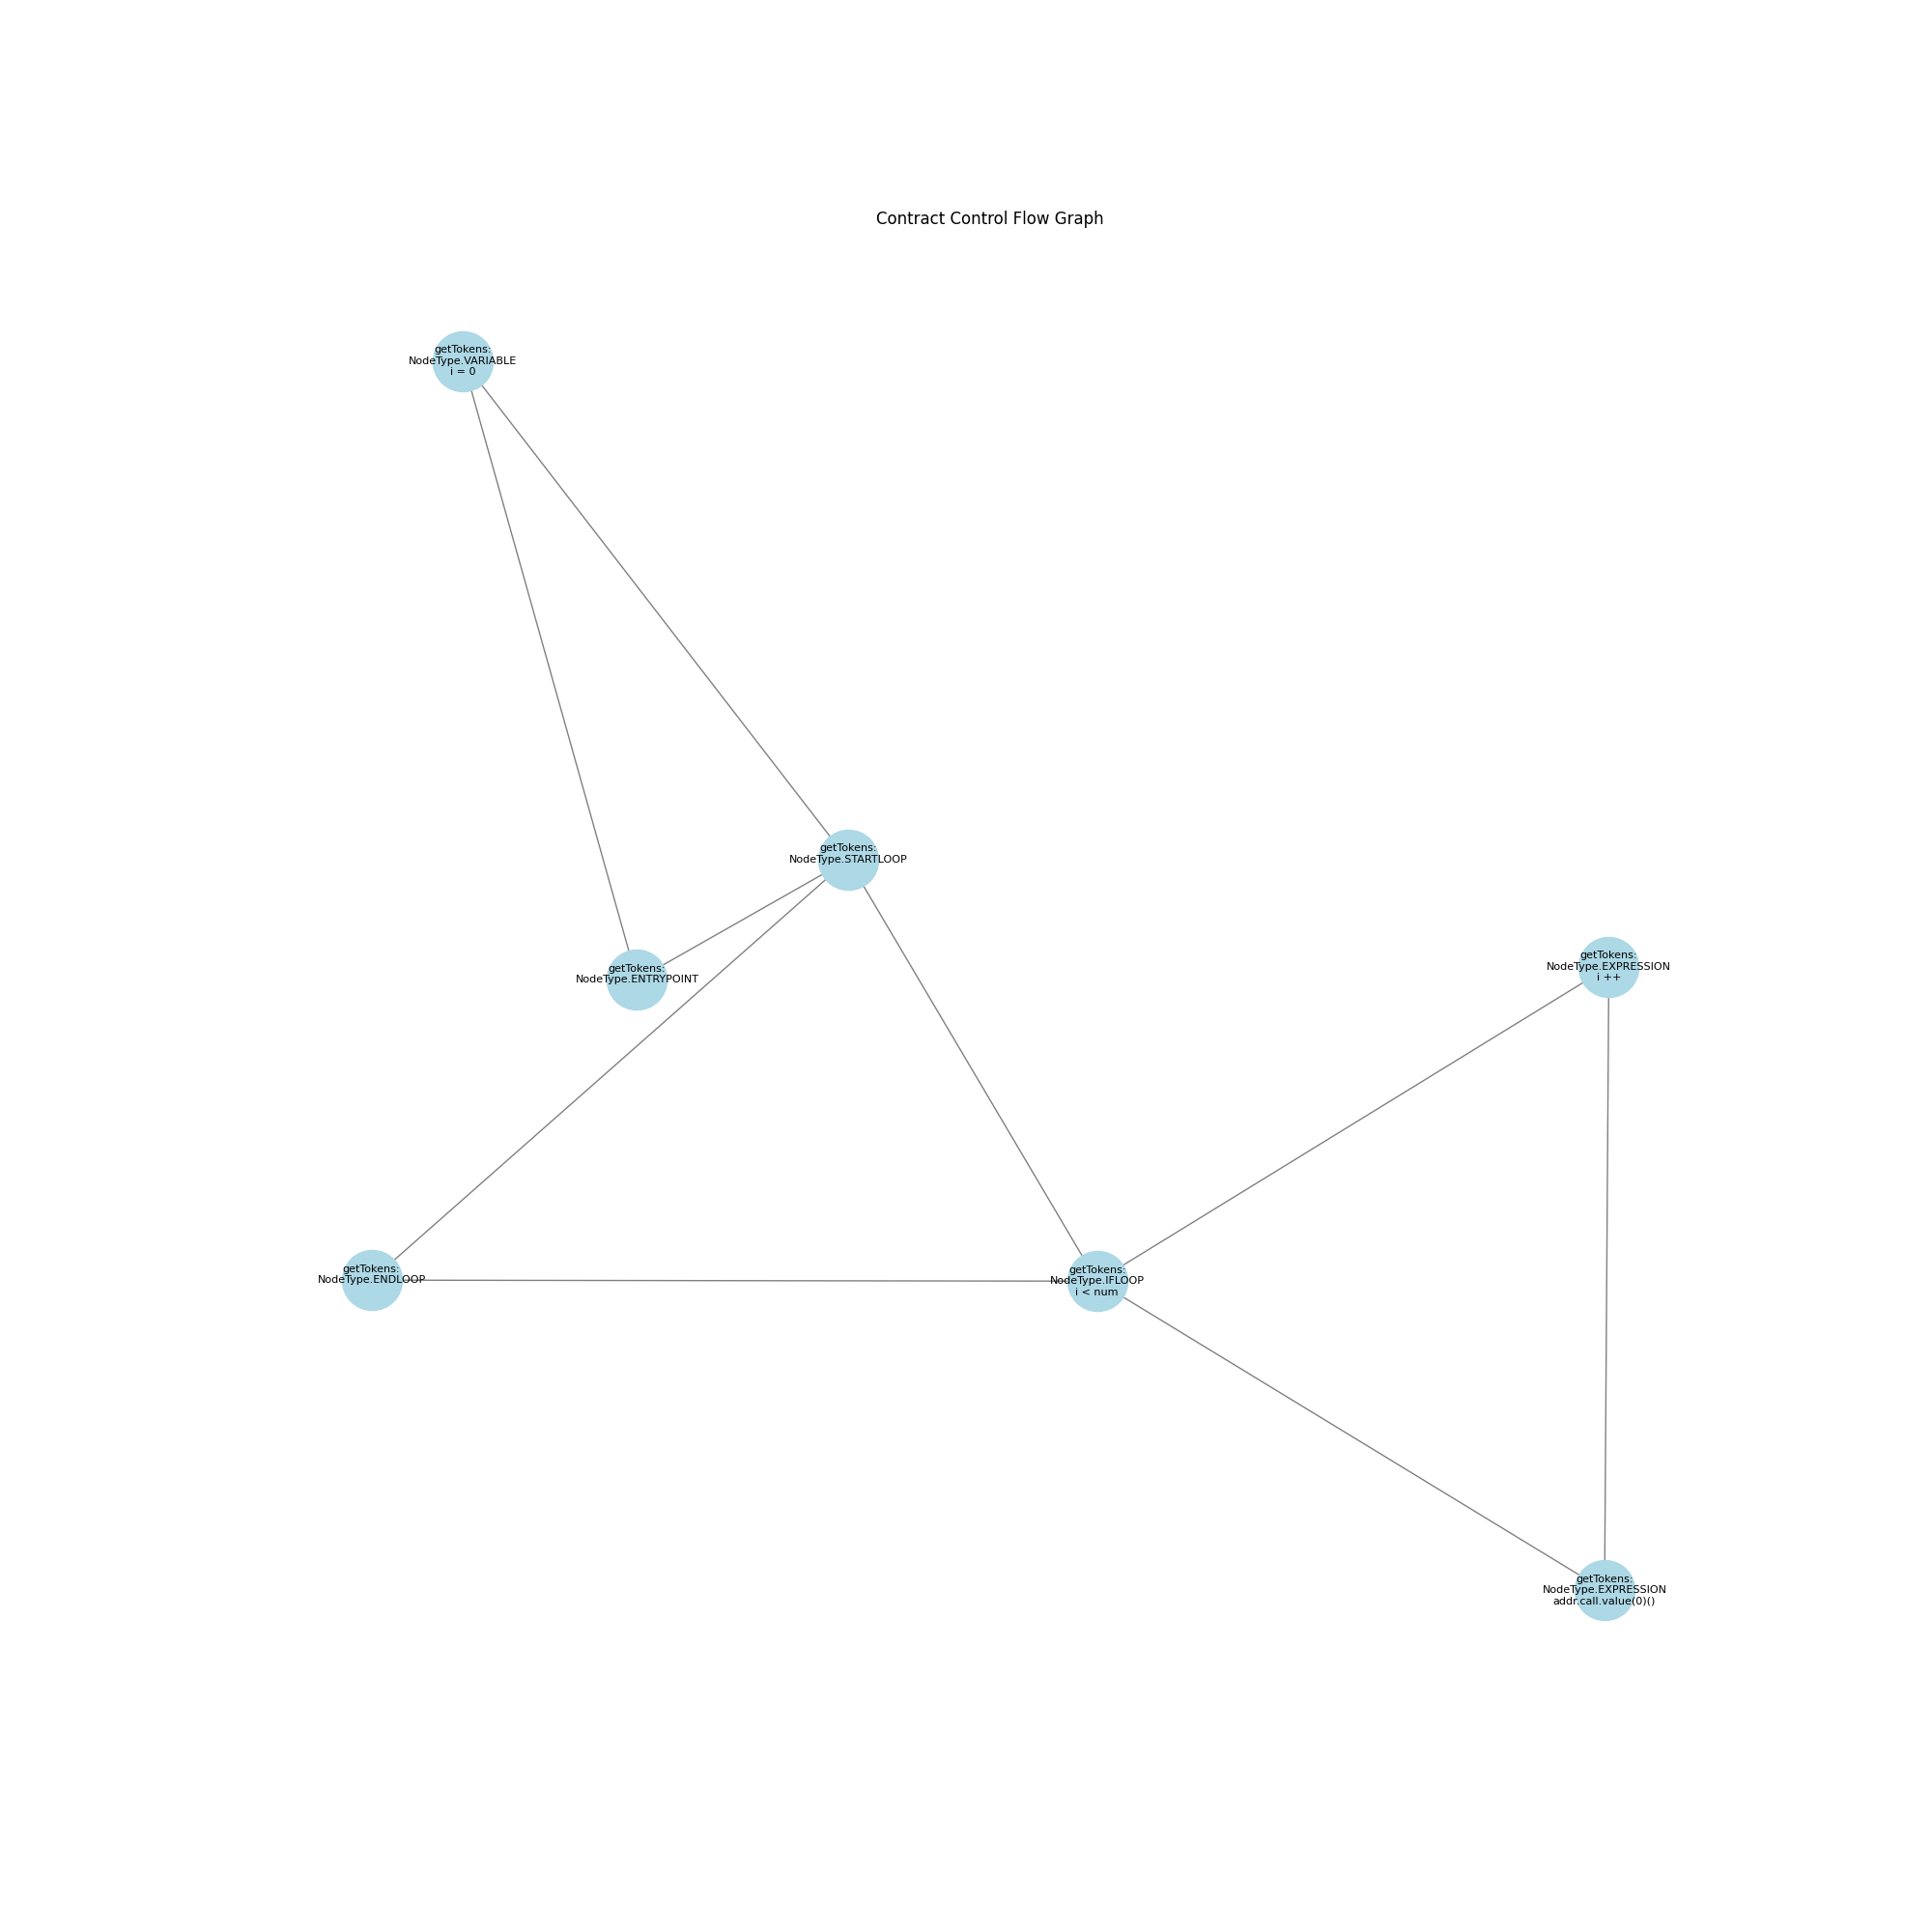 Contract Control Flow Graph
getTokens:
NodeType.VARIABLE
i = 0
getTokens:
NodeType.STARTLOOP
getTokens:
NodeType.ENTRYPOINT
getTokens:
NodeType.EXPRESSION
i ++
getTokens:
NodeType.ENDLOOP
getTokens:
NodeType.IFLOOP
i < num
getTokens:
NodeType.EXPRESSION
addr.call.value(0)()